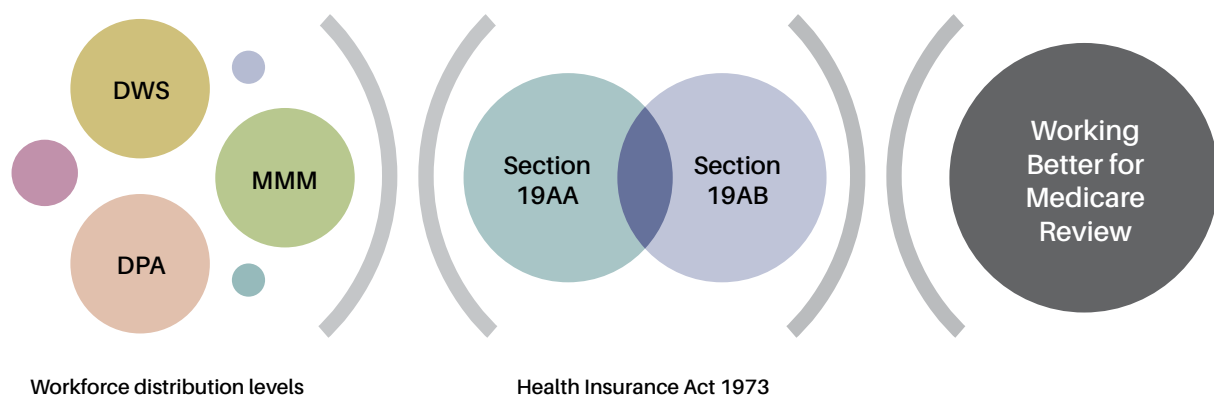 DWS
MMM
DPA
Workforce distribution levels
Section
19AA
Section
19AB
Health Insurance Act 1973
Working
Better for
Medicare
Review